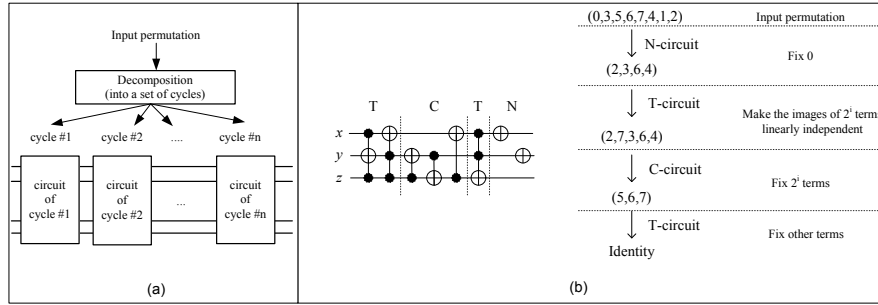 Input permutation
Decomposition
(into a set of cycles)
cycle #1 cycle #2 .... cycle #n
circuit
of
cycle #1
circuit
of
cycle #2
...
circuit
of
cycle #n
(a)
T C T N
x
y
z
(0,3,5,6,7,4,1,2) Input permutation
N-circuit Fix 0
(2,3,6,4)
T-circuit Make the images of 2^i terms
linearly independent
(2,7,3,6,4)
C-circuit Fix 2^i terms
(5,6,7)
T-circuit Fix other terms
Identity
(b)